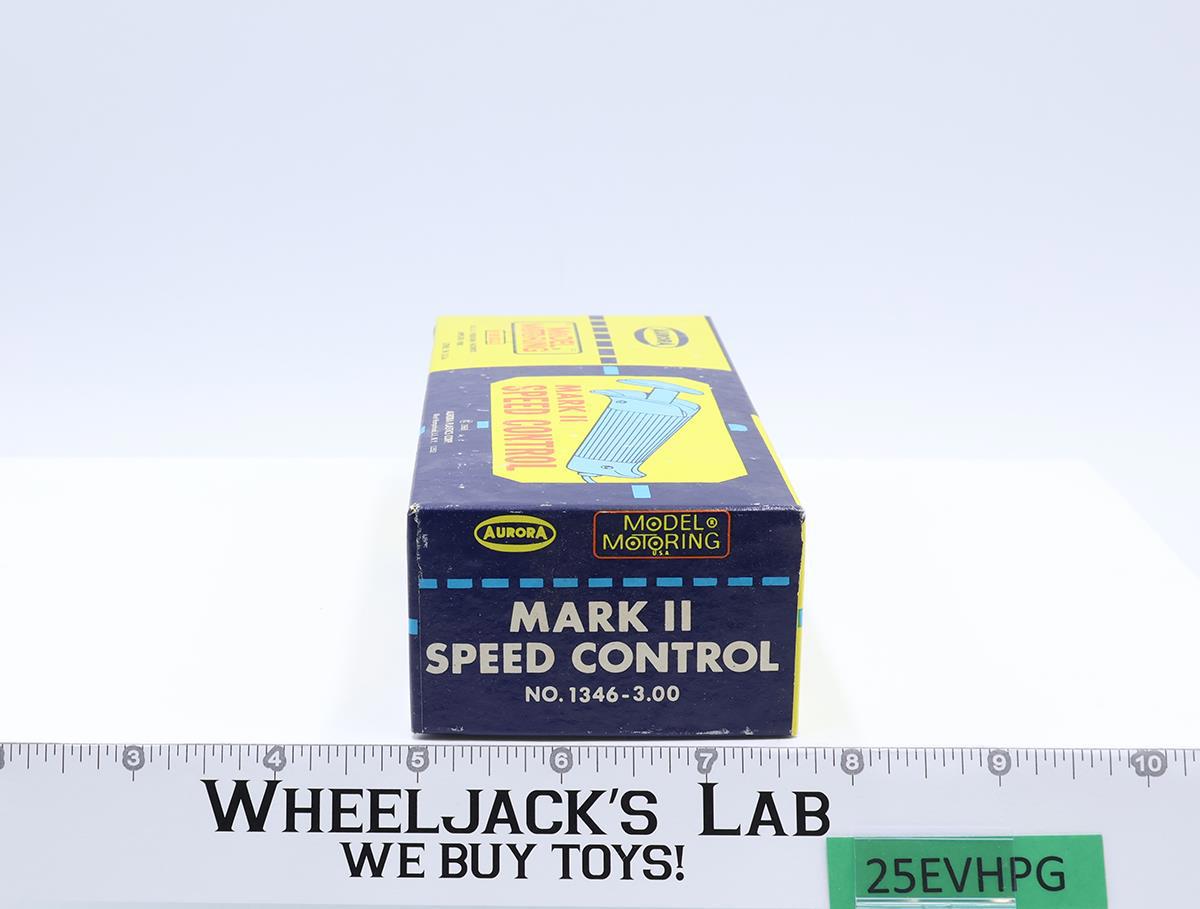 AURORA
MODEL MOTORING
MARK II
SPEED CONTROL
AURORA
MODEL ®
MOTORING
USA
MARK II
SPEED CONTROL
NO. 1346-3.00
3 4 5 6 7 8 9 10
WHEELJACK'S LAB
WE BUY TOYS!
25EVHPG